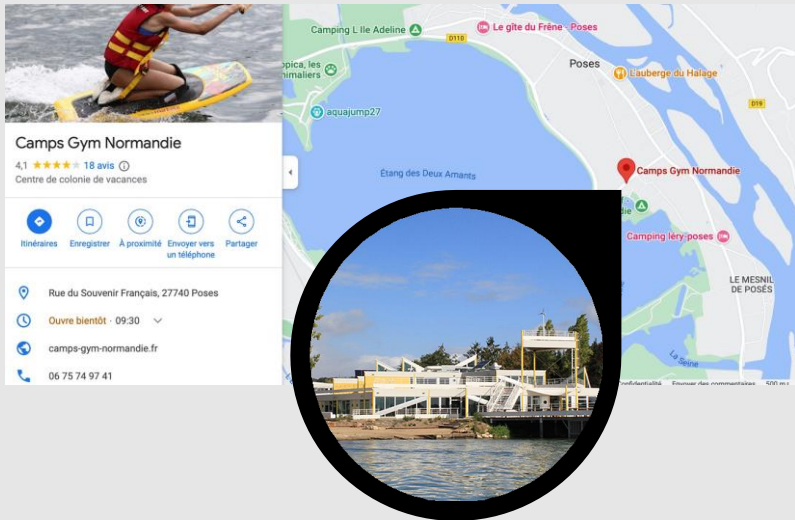 Camping L Ile Adeline
D110
Le gîte du Frêne - Poses
Poses
L'auberge du Halage
opica, les
nimaliers
D19
aquajump27
Étang des Deux Amants
Camps Gym Normandie
Camping léry-poses
LE MESNIL
DE POSES
La Seine
Confidentialité Envoyer des commentaires 500 m
Camps Gym Normandie
4,1 18 avis
Centre de colonie de vacances
Itinéraires Enregistrer À proximité Envoyer vers
un téléphone Partager
Rue du Souvenir Français, 27740 Poses
Ouvre bientôt · 09:30
camps-gym-normandie.fr
06 75 74 97 41